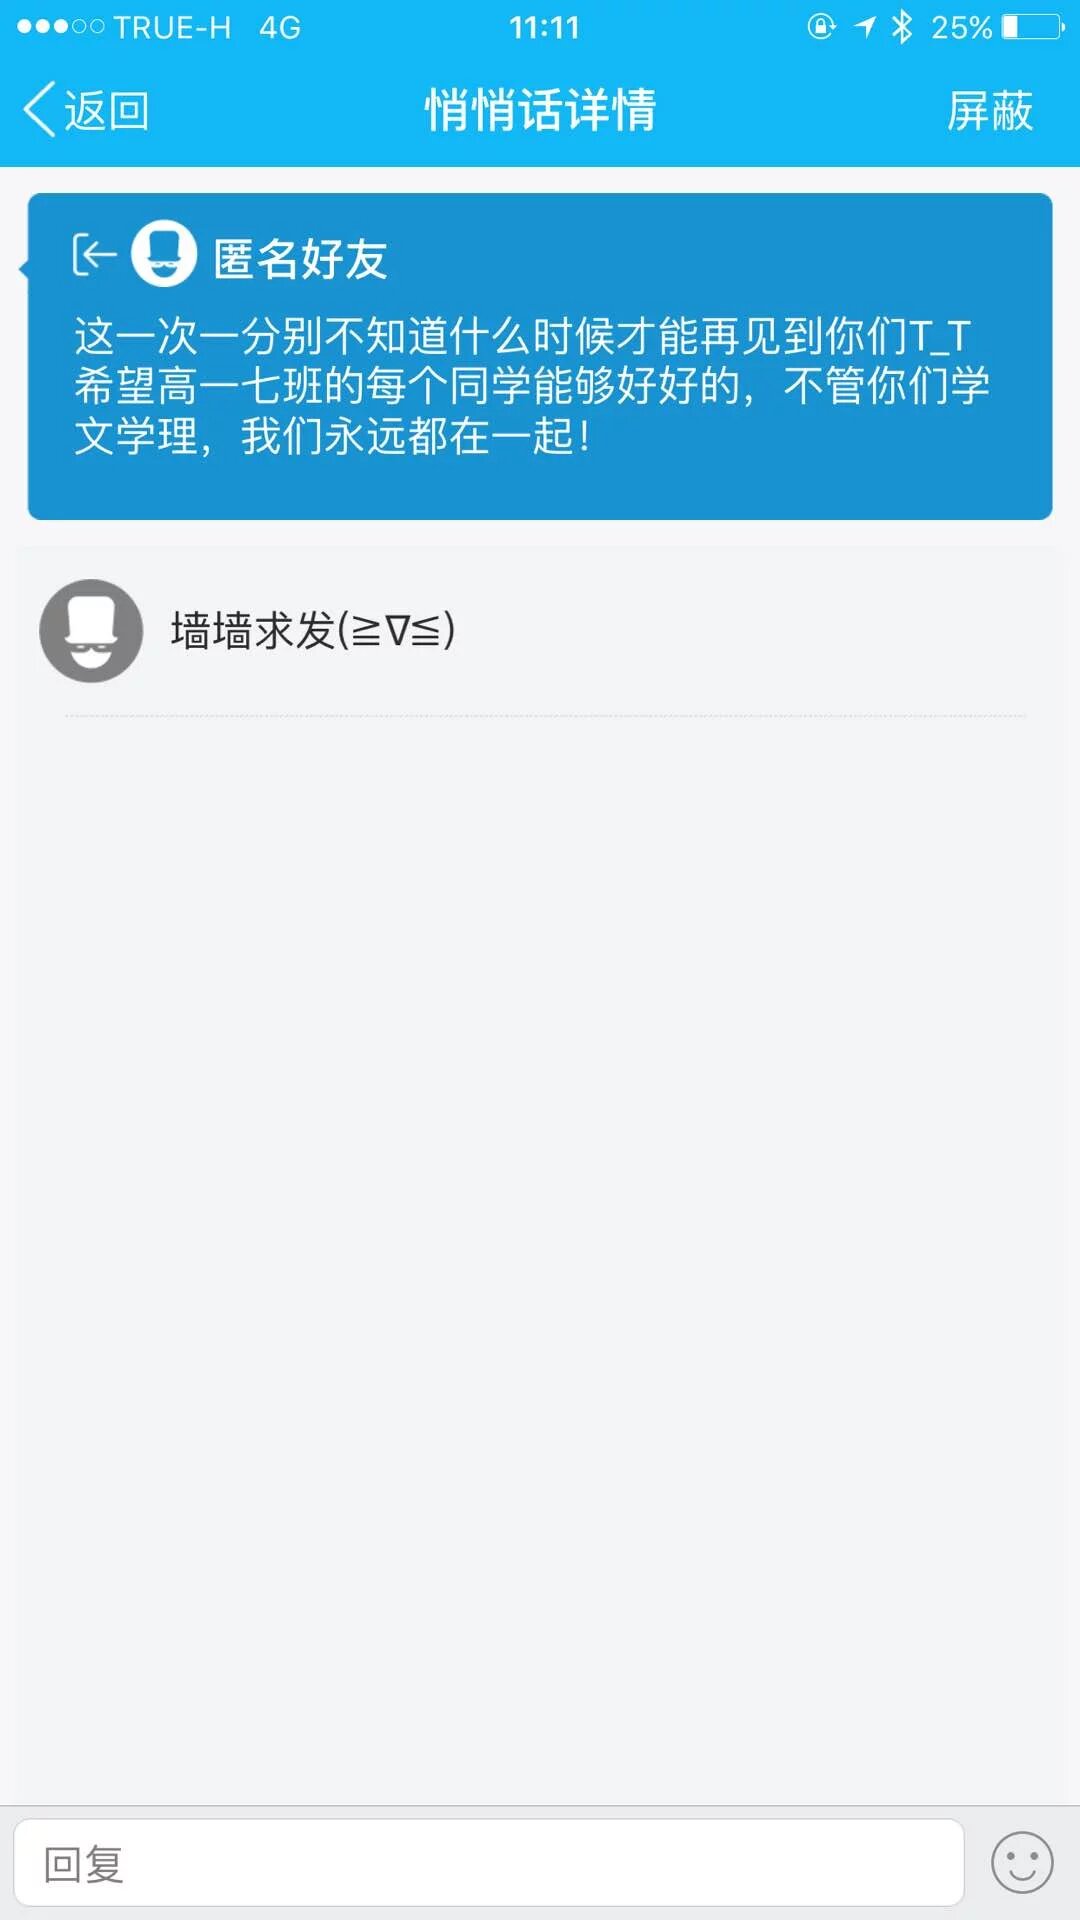 TRUE-H 4G 11:11 25%
返回 悄悄话详情 屏蔽
匿名好友
这一次一分别不知道什么时候才能再见到你们T_T
希望高一七班的每个同学能够好好的，不管你们学
文学理，我们永远都在一起！
墙墙求发(≧∇≦)
回复